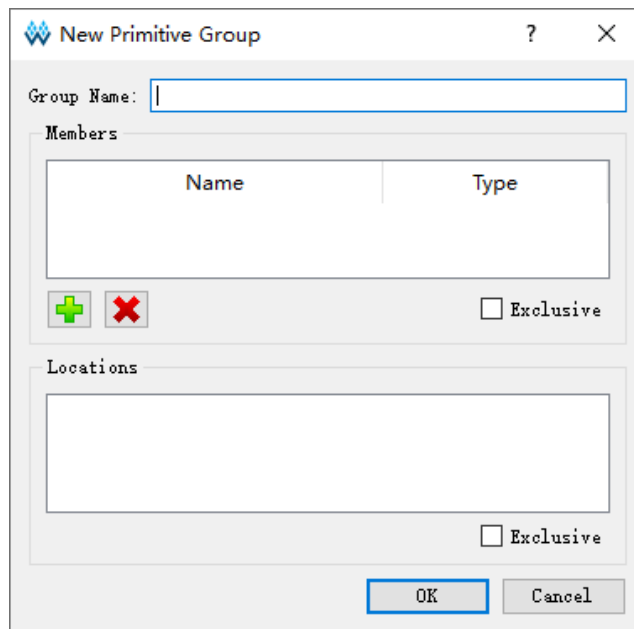 New Primitive Group ?
Group Name:
Members
Name Type
Exclusive
Locations
Exclusive
OK Cancel